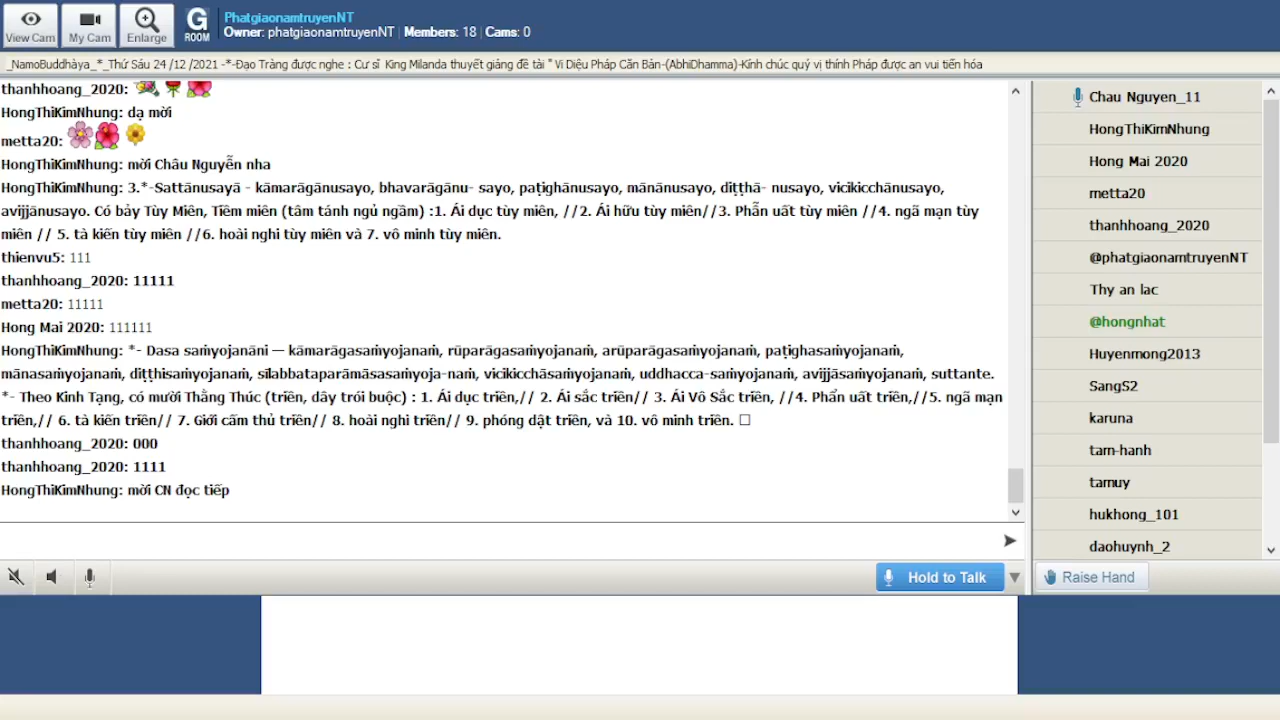 View Cam
My Cam
Enlarge
G
ROOM
PhatgiaonamtruyenNT
Owner: phatgiaonamtruyenNT | Members: 18 | Cams: 0
_NamoBuddhàya_*_Thứ Sáu 24 /12 /2021 -*-Đạo Tràng được nghe : Cư sĩ King Milanda thuyết giảng đề tài " Vi Diệu Pháp Căn Bản-(AbhiDhamma)-Kính chúc quý vị thính Pháp được an vui tiến hóa
thanhhoang_2020:
HongThiKimNhung: dạ mời
metta20:
HongThiKimNhung: mời Châu Nguyễn nha
HongThiKimNhung: 3.*-Sattānusayā - kāmarāgānusayo, bhavarāgānu- sayo, paṭighānusayo, mānānusayo, diṭṭhā- nusayo, vicikicchānusayo,
avijjānusayo. Có bảy Tùy Miên, Tiềm miên (tâm tánh ngủ ngầm) :1. Ái dục tùy miên, //2. Ái hữu tùy miên//3. Phẫn uất tùy miên //4. ngã mạn tùy
miên // 5. tà kiến tùy miên //6. hoài nghi tùy miên và 7. vô minh tùy miên.
thienvu5: 111
thanhhoang_2020: 11111
metta20: 11111
Hong Mai 2020: 111111
HongThiKimNhung: *- Dasa saṁyojanāni — kāmarāgasaṁyojanaṁ, rūparāgasaṁyojanaṁ, arūparāgasaṁyojanaṁ, paṭighasaṁyojanaṁ,
mānasaṁyojanaṁ, diṭṭhisaṁyojanaṁ, sīlabbataparāmāsasaṁyoja-naṁ, vicikicchāsaṁyojanaṁ, uddhacca-saṁyojanaṁ, avijjāsaṁyojanaṁ, suttante.
*- Theo Kinh Tạng, có mười Thằng Thúc (triền, dây trói buộc) : 1. Ái dục triền,// 2. Ái sắc triền// 3. Ái Vô Sắc triền, //4. Phẩn uất triền,//5. ngã mạn
triền,// 6. tà kiến triền// 7. Giới cấm thủ triền// 8. hoài nghi triền// 9. phóng dật triền, và 10. vô minh triền. □
thanhhoang_2020: 000
thanhhoang_2020: 1111
HongThiKimNhung: mời CN đọc tiếp
Hold to Talk
Chau Nguyen_11
HongThiKimNhung
Hong Mai 2020
metta20
thanhhoang_2020
@phatgiaonamtruyenNT
Thy an lac
@hongnhat
Huyenmong2013
SangS2
karuna
tam-hanh
tamuy
hukhong_101
daohuynh_2
Raise Hand